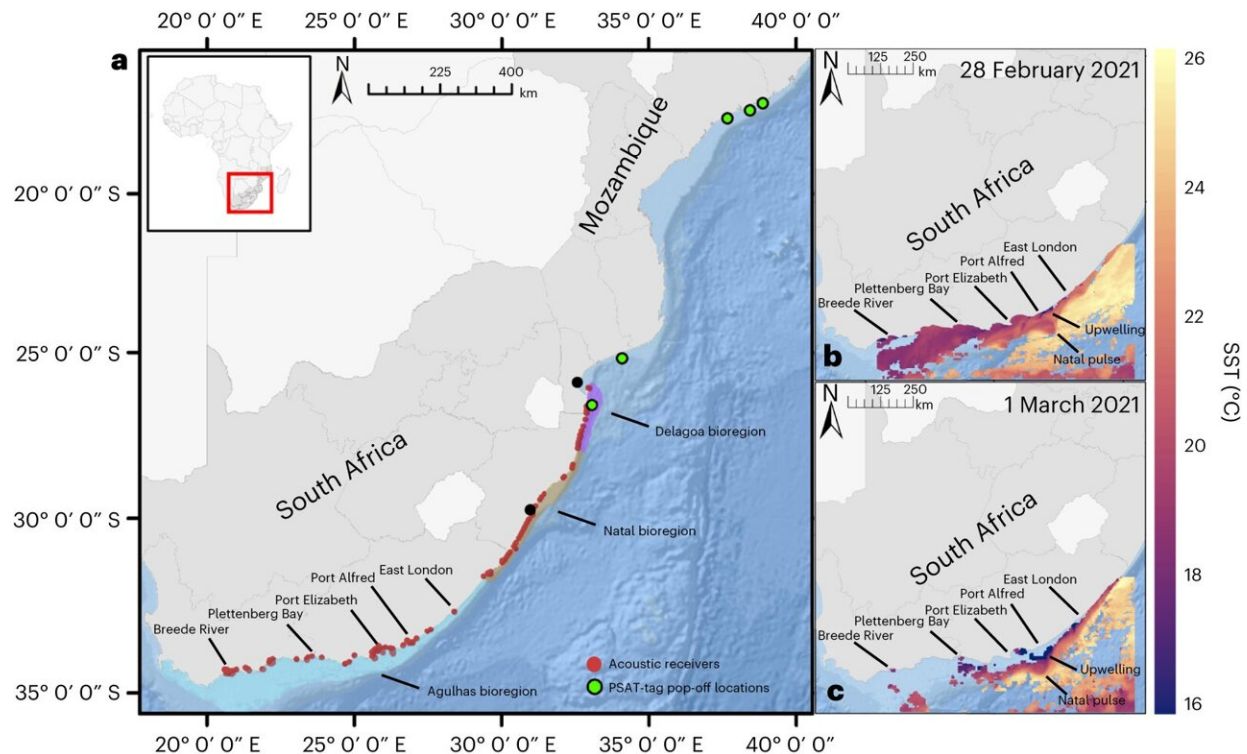 20° 0′ 0″ E 25° 0′ 0″ E 30° 0′ 0″ E 35° 0′ 0″ E 40° 0′ 0″ E
a
N
225 400
km
Mozambique
20° 0′ 0″ S
25° 0′ 0″ S
30° 0′ 0″ S
35° 0′ 0″ S
South Africa
Delagoa bioregion
Natal bioregion
East London
Port Alfred
Port Elizabeth
Plettenberg Bay
Breede River
Agulhas bioregion
Acoustic receivers
PSAT-tag pop-off locations
20° 0′ 0″ E 25° 0′ 0″ E 30° 0′ 0″ E 35° 0′ 0″ E 40° 0′ 0″ E
N
125 250
km
28 February 2021
South Africa
East London
Port Alfred
Port Elizabeth
Plettenberg Bay
Breede River
Upwelling
Natal pulse
b
N
125 250
km
1 March 2021
South Africa
East London
Port Alfred
Port Elizabeth
Plettenberg Bay
Breede River
Upwelling
Natal pulse
c
26
24
22
20
18
16
SST (°C)